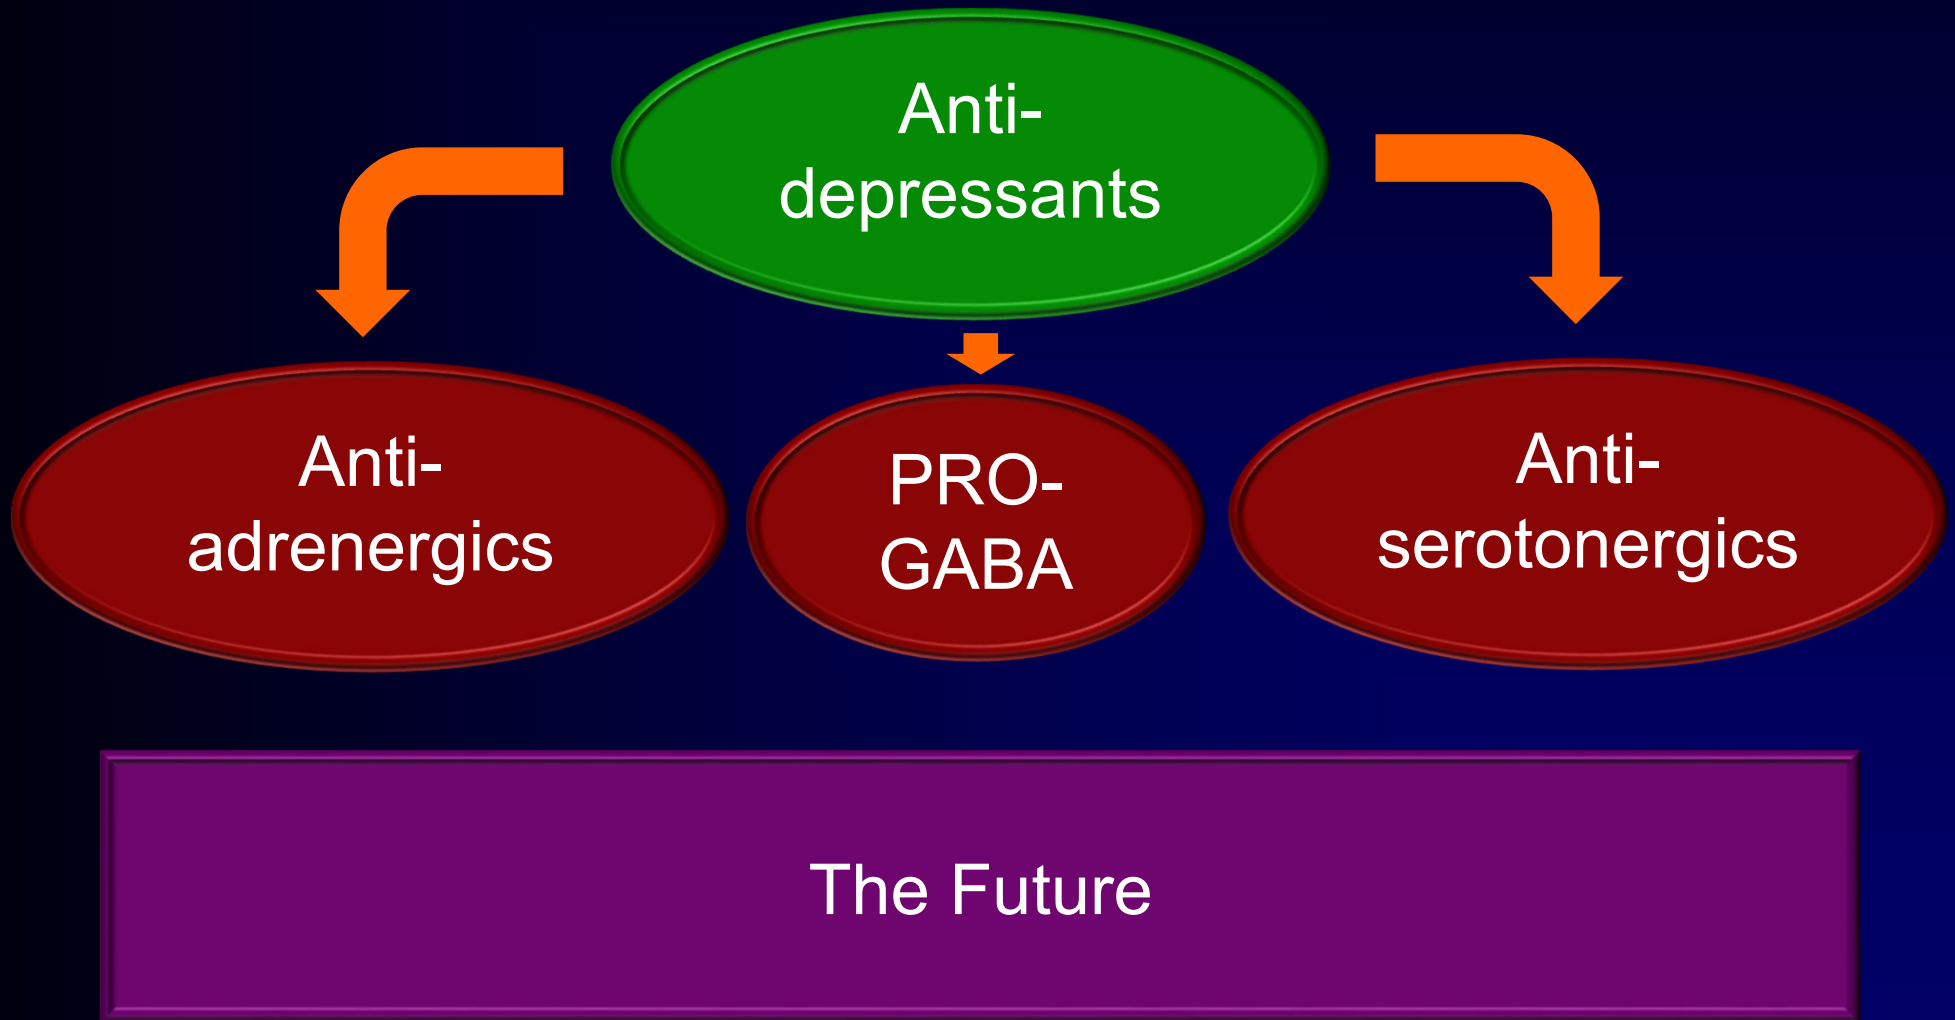 Anti-
depressants
Anti-
adrenergics
PRO-
GABA
Anti-
serotonergics
The Future